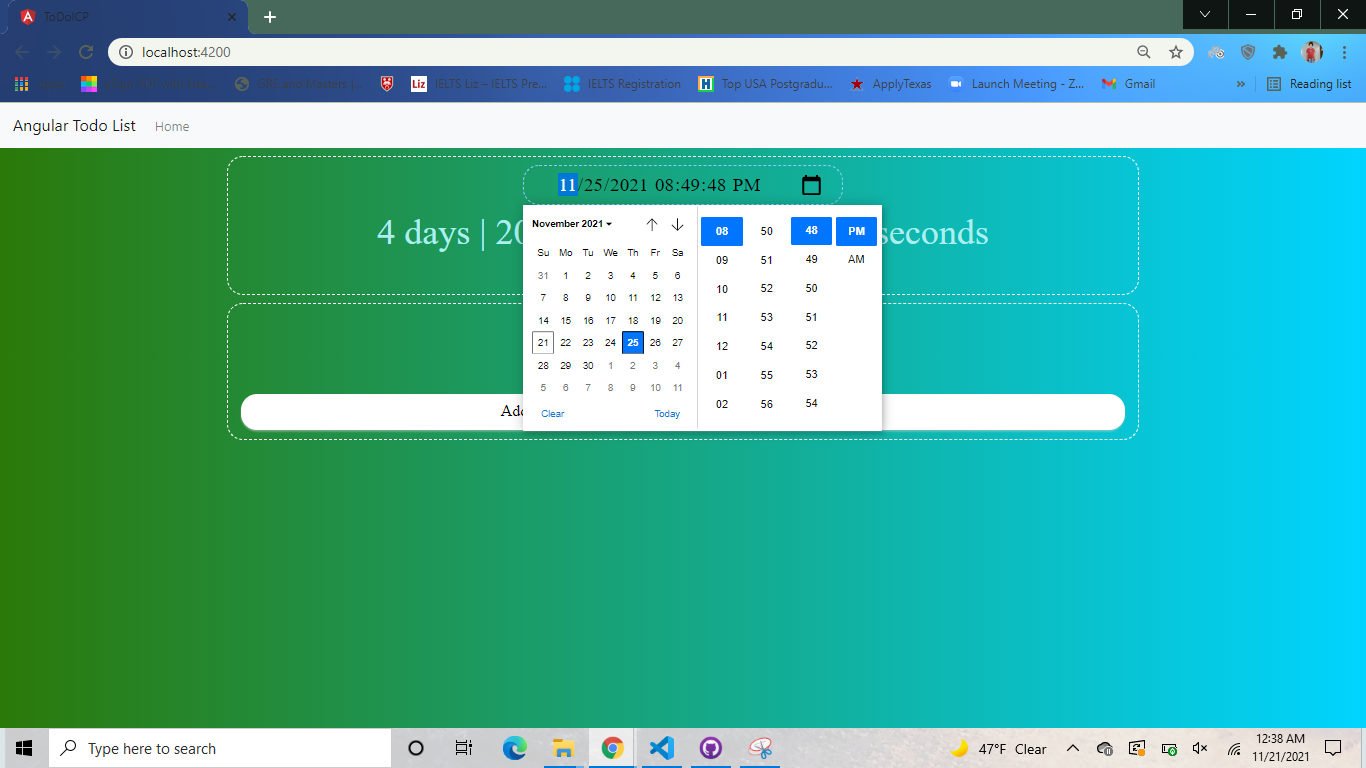 ToDoICP
localhost:4200
IELTS Liz – IELTS Pre...
IELTS Registration
Top USA Postgradu...
ApplyTexas
Launch Meeting - Z...
Gmail
»
Reading list
Angular Todo List Home
11/25/2021 08:49:48 PM
4 days | 20
seconds
November 2021
Su Mo Tu We Th Fr Sa
31 1 2 3 4 5 6
7 8 9 10 11 12 13
14 15 16 17 18 19 20
21 22 23 24 25 26 27
28 29 30 1 2 3 4
5 6 7 8 9 10 11
Clear Today
08 50 48 PM
09 51 49 AM
10 52 50
11 53 51
12 54 52
01 55 53
02 56 54
Add
Type here to search
47°F Clear
12:38 AM
11/21/2021